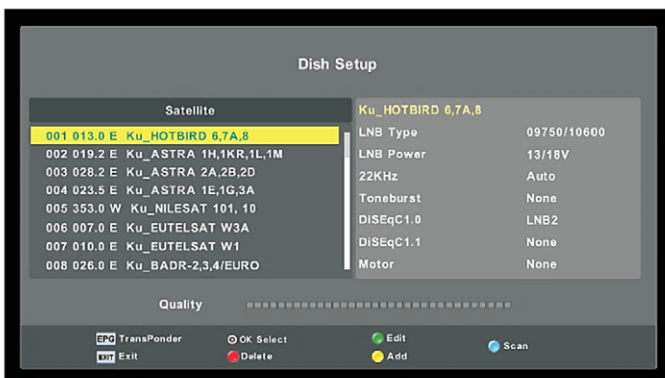 Dish Setup
Satellite
001 013.0 E Ku_HOTBIRD 6,7A,8
002 019.2 E Ku_ASTRA 1H,1KR,1L,1M
003 028.2 E Ku_ASTRA 2A,2B,2D
004 023.5 E Ku_ASTRA 1E,1G,3A
005 353.0 W Ku_NILESAT 101, 10
006 007.0 E Ku_EUTELSAT W3A
007 010.0 E Ku_EUTELSAT W1
008 026.0 E Ku_BADR-2,3,4/EURO
Ku_HOTBIRD 6,7A,8
LNB Type 09750/10600
LNB Power 13/18V
22KHz Auto
Toneburst None
DiSEqC1.0 LNB2
DiSEqC1.1 None
Motor None
Quality
EPG TransPonder OK Select Edit Scan
EXIT Exit Delete Add